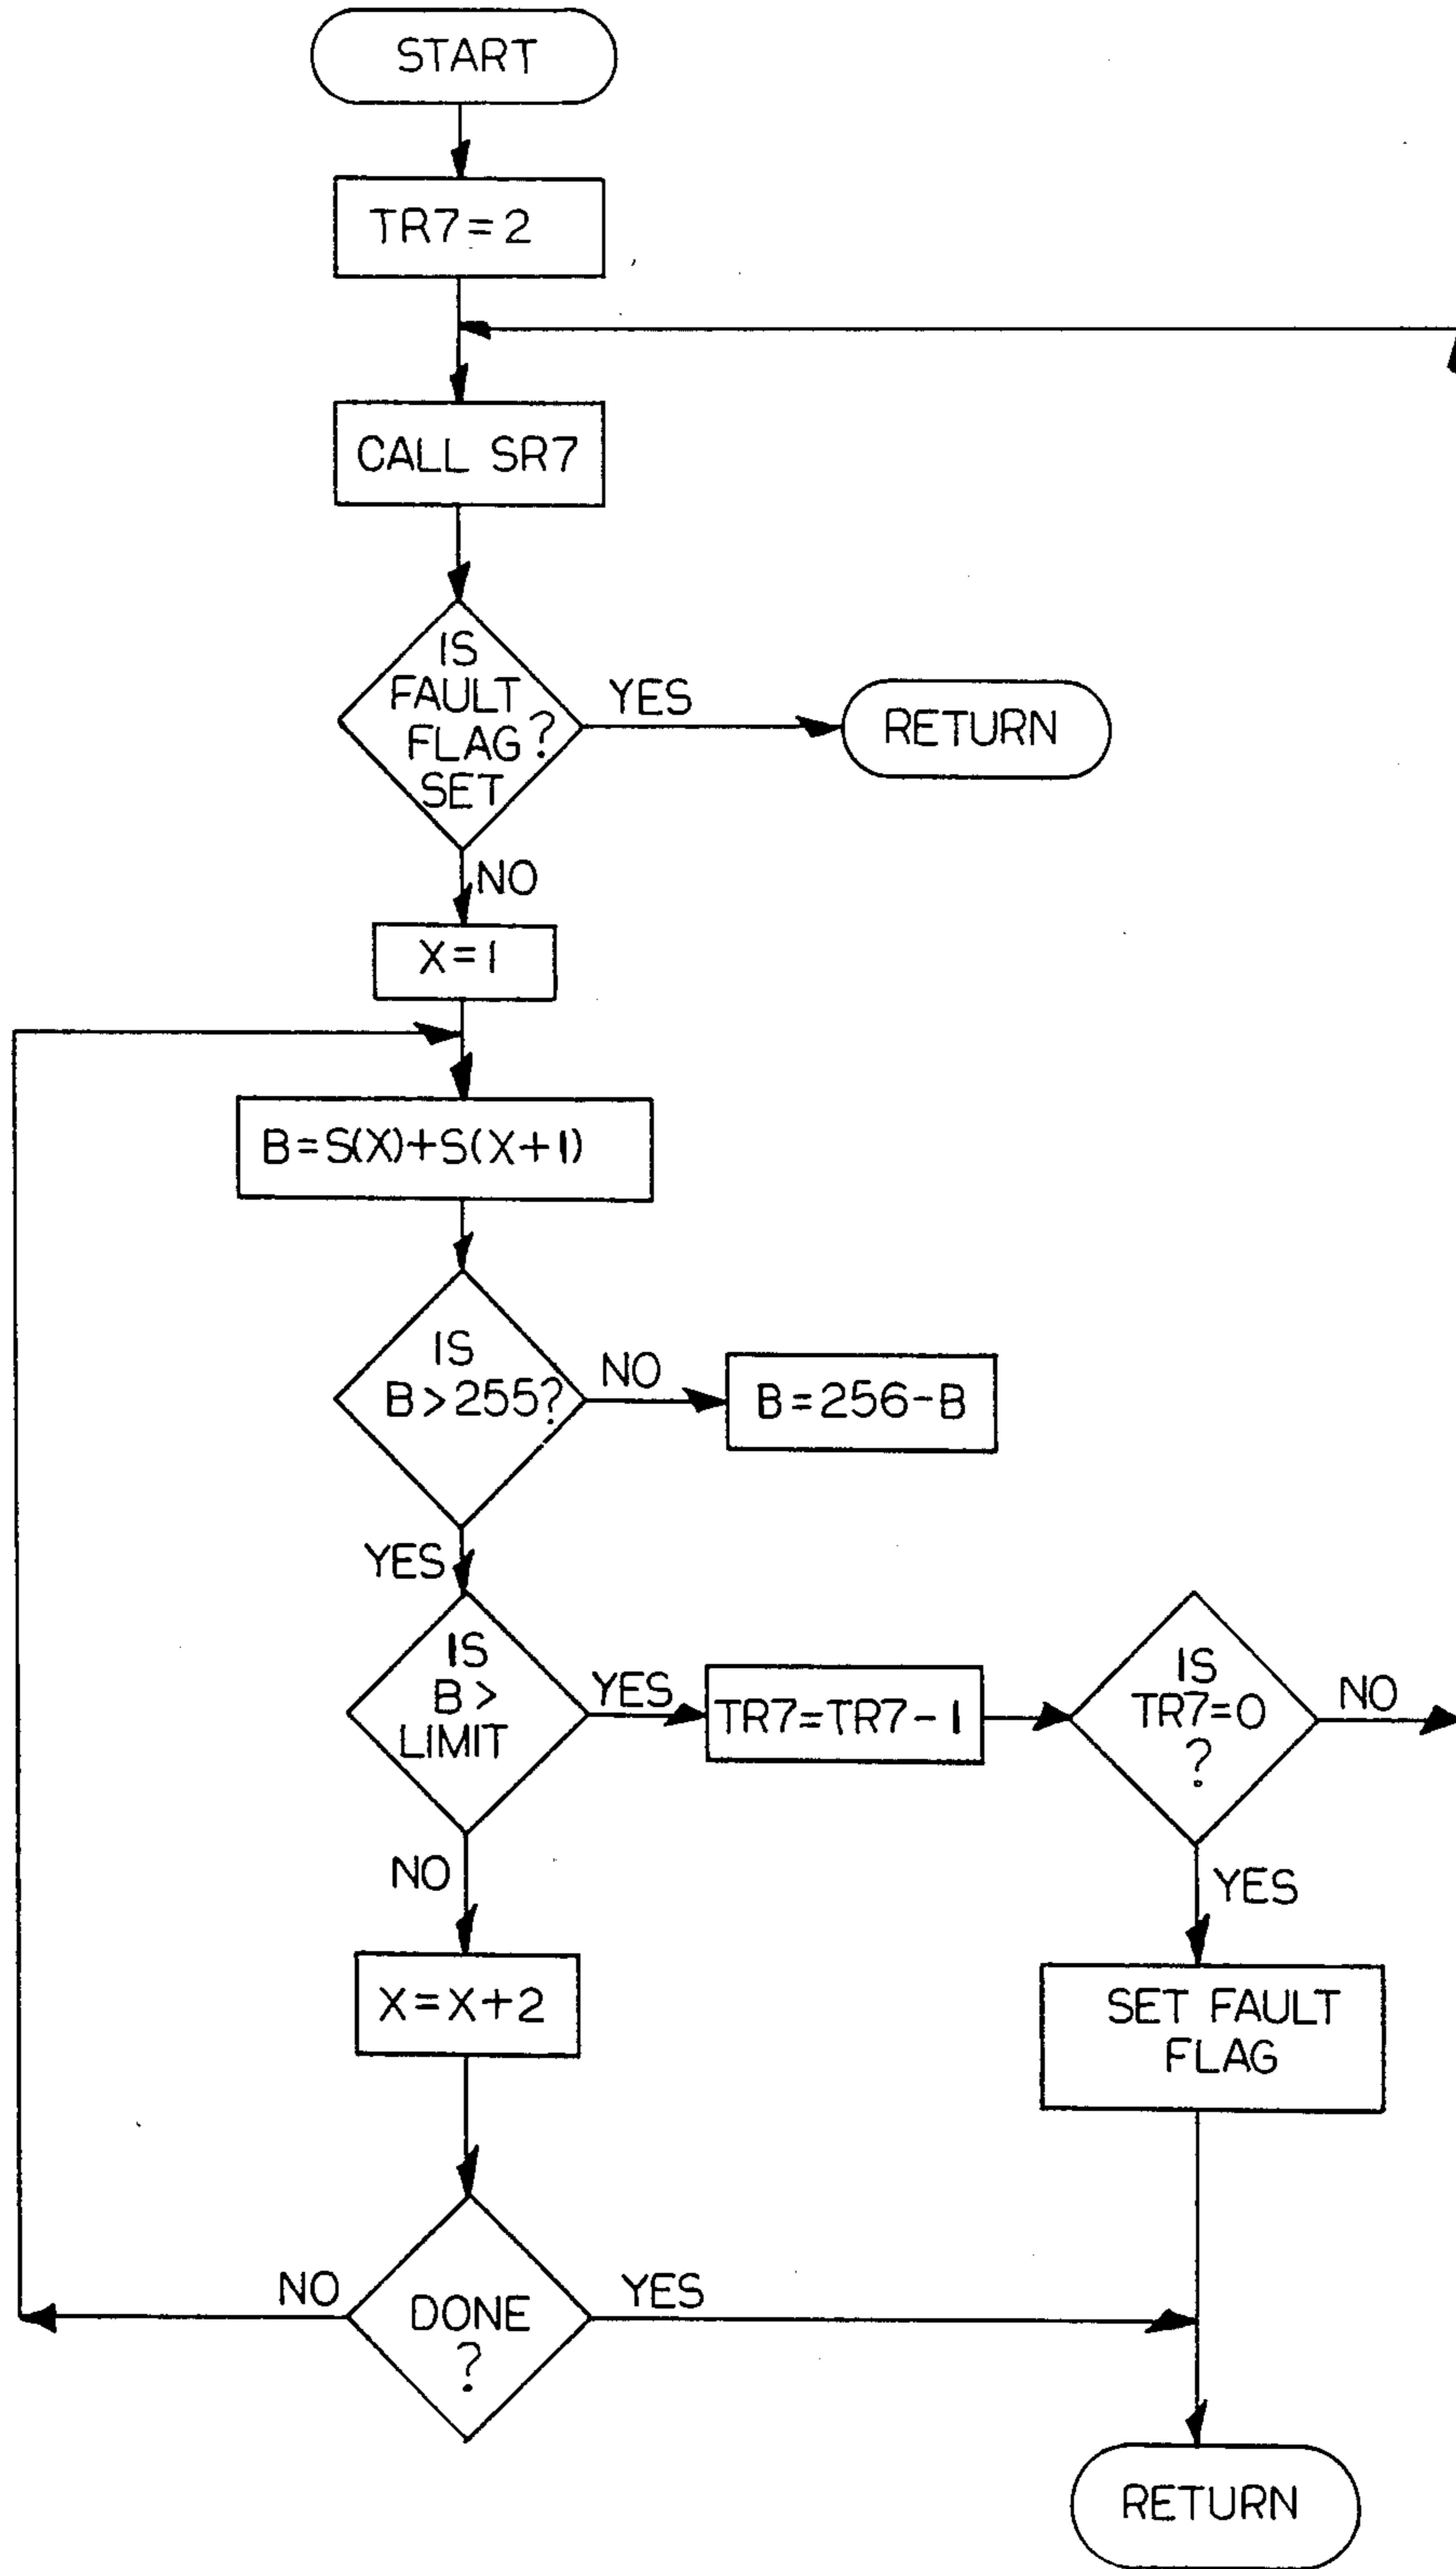 START
TR7=2
CALL SR7
IS
FAULT
FLAG?
SET
YES
RETURN
NO
X=1
B=S(X)+S(X+1)
IS
B>255?
NO
B=256-B
YES
IS
B>
LIMIT
YES
TR7=TR7-1
IS
TR7=0
?
NO
NO
YES
X=X+2
SET FAULT
FLAG
NO
DONE
?
YES
RETURN